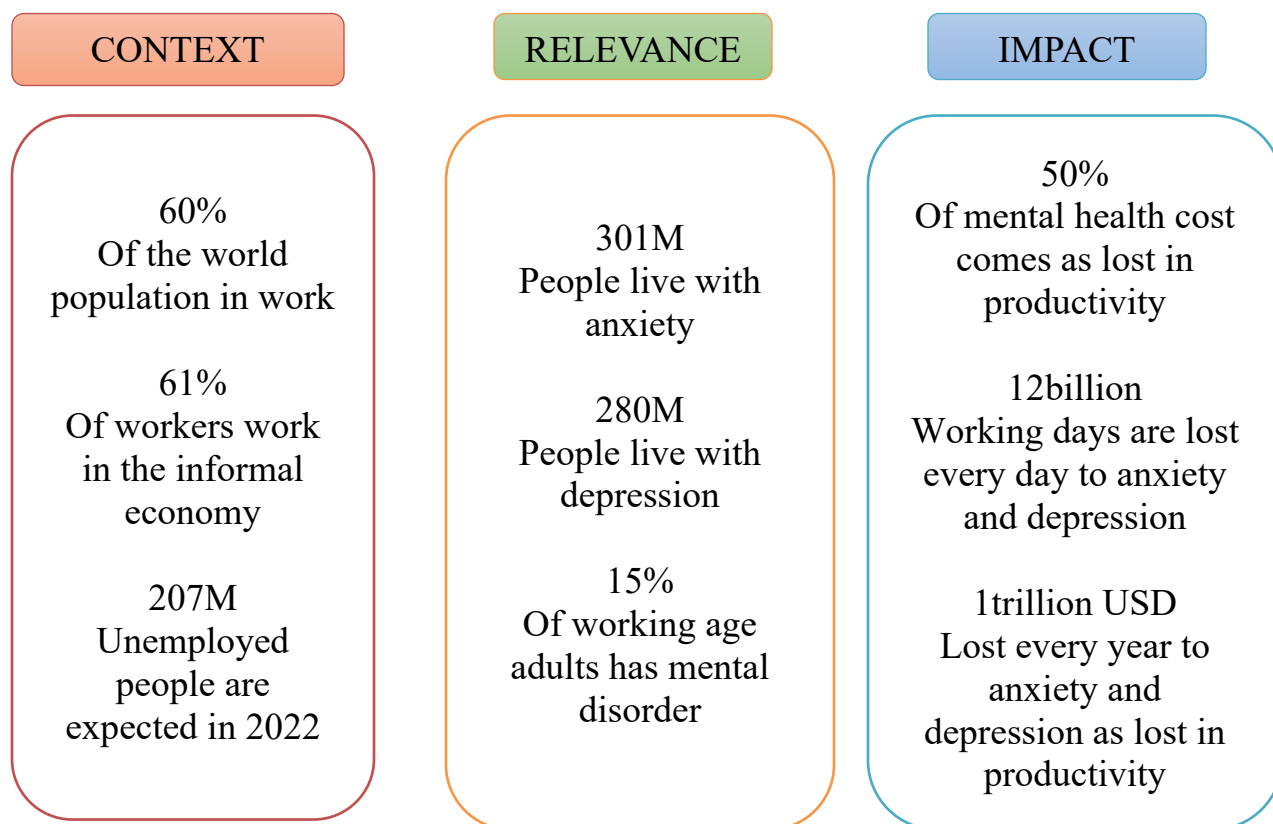 CONTEXT
60%
Of the world
population in work
61%
Of workers work
in the informal
economy
207M
Unemployed
people are
expected in 2022
RELEVANCE
301M
People live with
anxiety
280M
People live with
depression
15%
Of working age
adults has mental
disorder
IMPACT
50%
Of mental health cost
comes as lost in
productivity
12billion
Working days are lost
every day to anxiety
and depression
1trillion USD
Lost every year to
anxiety and
depression as lost in
productivity